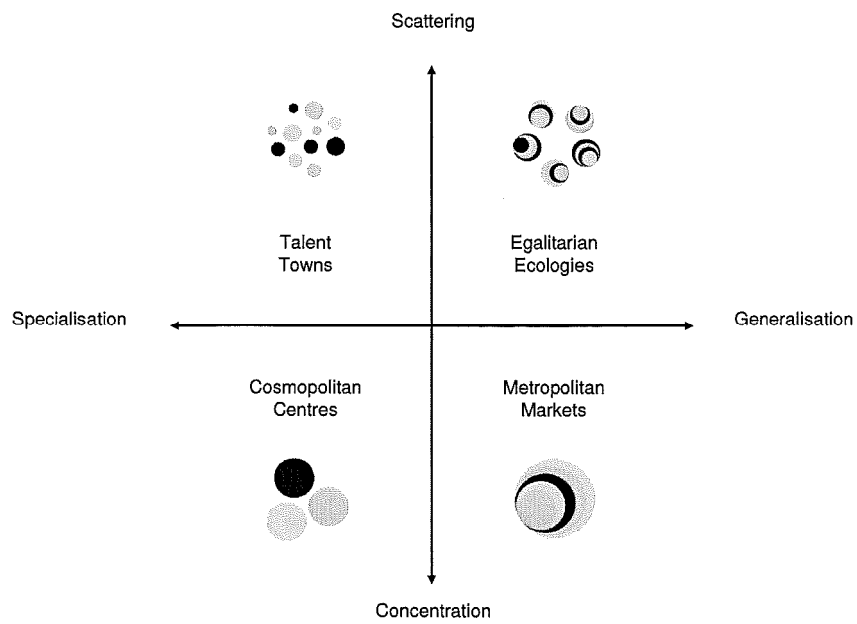 Scattering
Talent
Towns
Egalitarian
Ecologies
Specialisation
Generalisation
Cosmopolitan
Centres
Metropolitan
Markets
Concentration